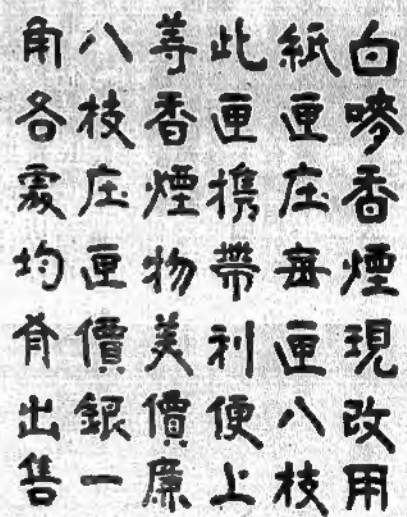 白嘜香煙現改用
紙匣庄每匣八枝
此匣携帶利便上
等香煙物美價廉
八枝庄匣價銀一
角各處均有出售